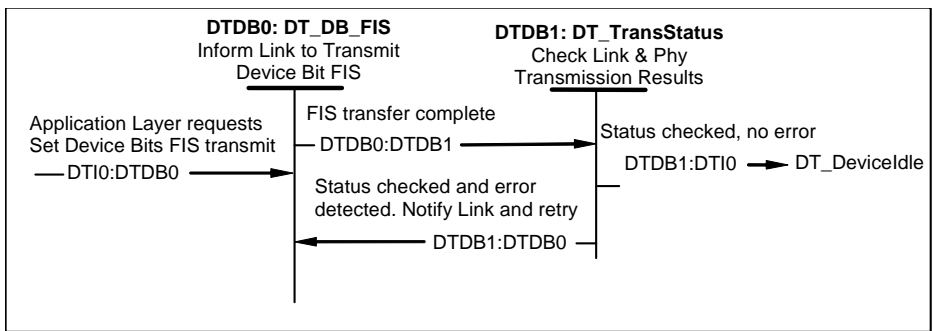 DTDB0: DT_DB_FIS
Inform Link to Transmit
Device Bit FIS
DTDB1: DT_TransStatus
Check Link & Phy
Transmission Results
Application Layer requests
Set Device Bits FIS transmit
DTI0:DTDB0
FIS transfer complete
DTDB0:DTDB1
Status checked, no error
DTDB1:DTI0
DT_DeviceIdle
Status checked and error
detected. Notify Link and retry
DTDB1:DTDB0